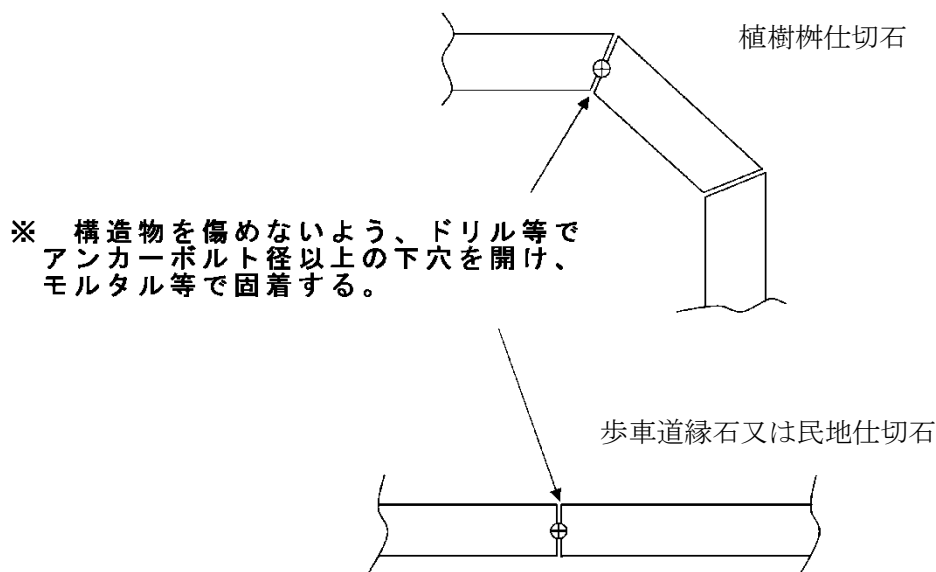 植樹桝仕切石
※　構造物を傷めないよう、ドリル等で
アンカーボルト径以上の下穴を開け、
モルタル等で固着する。
歩車道縁石又は民地仕切石